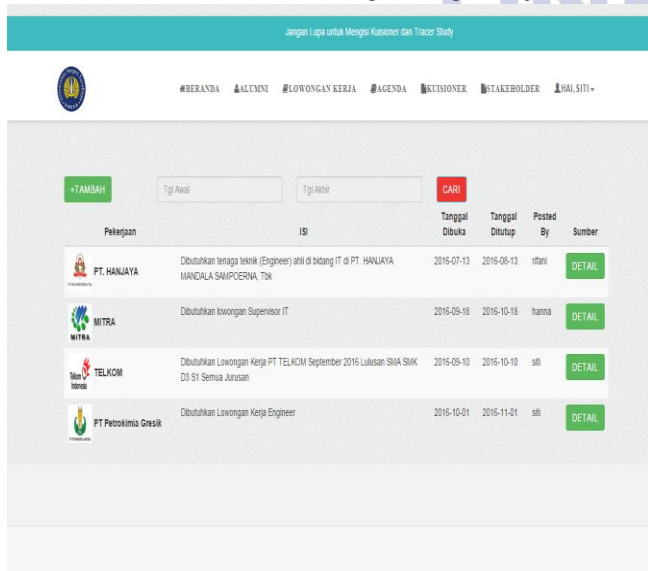 Jangan Lupa untuk Mengisi Kuisioner dan Tracer Study
BERANDA ALUMNI LOWONGAN KERJA AGENDA KUISIONER STAKEHOLDER HAI, SITI
+TAMBAH Tgl Awal Tgl Akhir CARI
Pekerjaan ISI Tanggal Dibuka Tanggal Ditutup Posted By Sumber
PT. HANJAYA Dibutuhkan tenaga teknik (Engineer) ahli di bidang IT di PT. HANJAYA 2016-07-13 2016-08-13 rifani DETAIL
MANDALA SAMPOERNA, Tbk
MITRA Dibutuhkan lowongan Supervisor IT 2016-09-18 2016-10-18 hanna DETAIL
MITRA
Telkom Indonesia TELKOM Dibutuhkan Lowongan Kerja PT TELKOM September 2016 Lulusan SMA SMK 2016-09-10 2016-10-10 siti DETAIL
D3 S1 Semua Jurusan
PT Petrokimia Gresik Dibutuhkan Lowongan Kerja Engineer 2016-10-01 2016-11-01 siti DETAIL